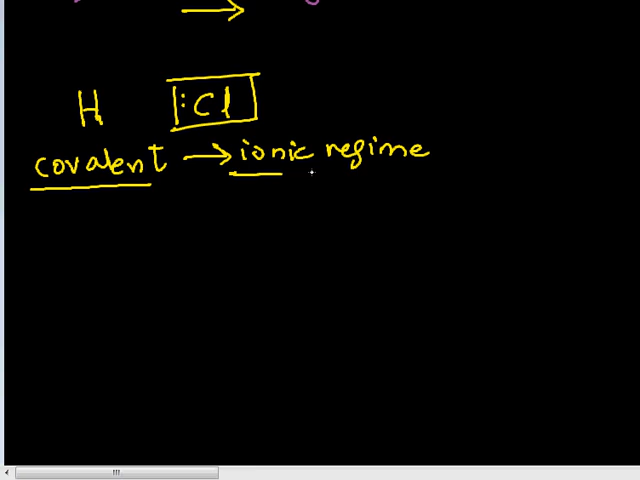 →
H :Cl
covalent → ionic regime